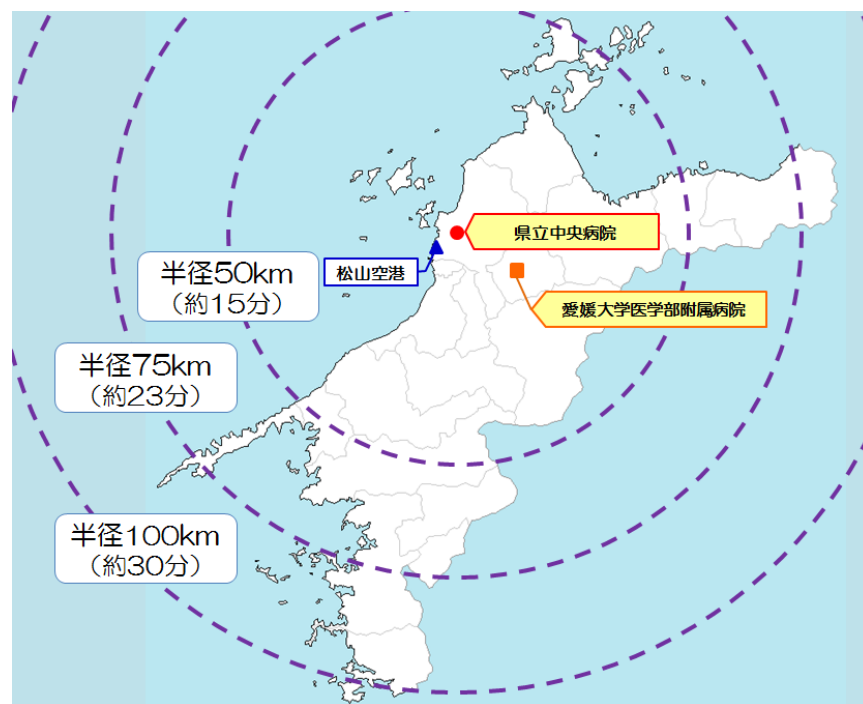 県立中央病院
松山空港
半径50km
(約15分)
愛媛大学医学部附属病院
半径75km
(約23分)
半径100km
(約30分)